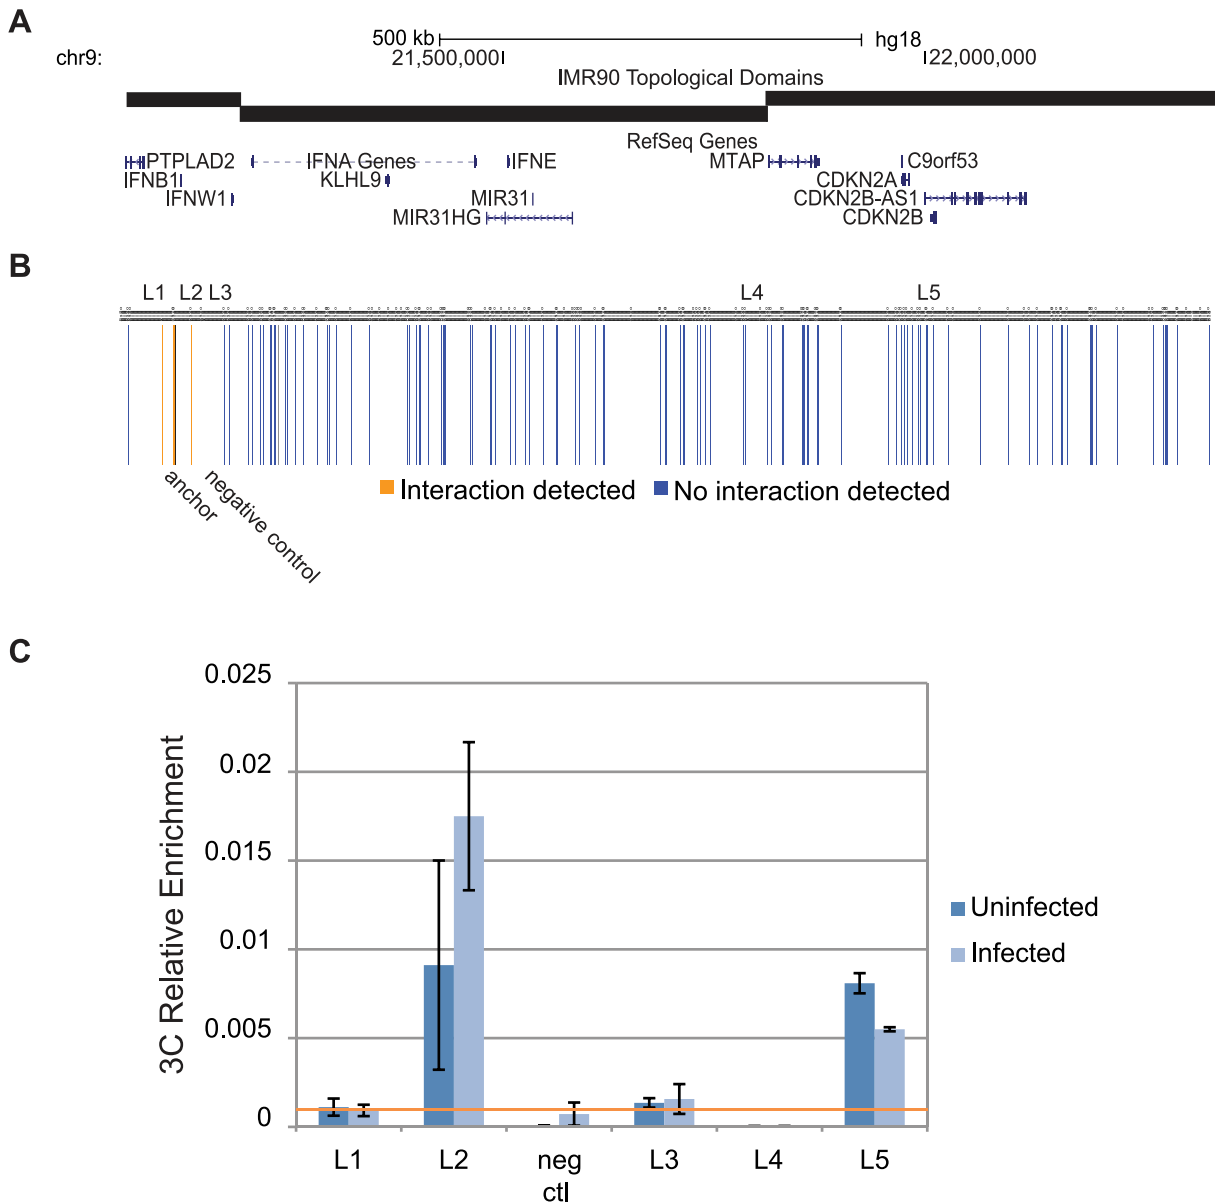 A
500 kb
hg18
chr9:
21,500,000
22,000,000
IMR90 Topological Domains
RefSeq Genes
PTPLAD2
IFNA Genes
IFNE
MTAP
C9orf53
IFNB1
KLHL9
CDKN2A
IFNW1
MIR31
CDKN2B-AS1
MIR31HG
CDKN2B
B
L1
L2
L3
L4
L5
anchor
negative control
Interaction detected
No interaction detected
C
3C Relative Enrichment
0.025
0.02
0.015
0.01
0.005
0
Uninfected
Infected
L1
L2
neg
ctl
L3
L4
L5